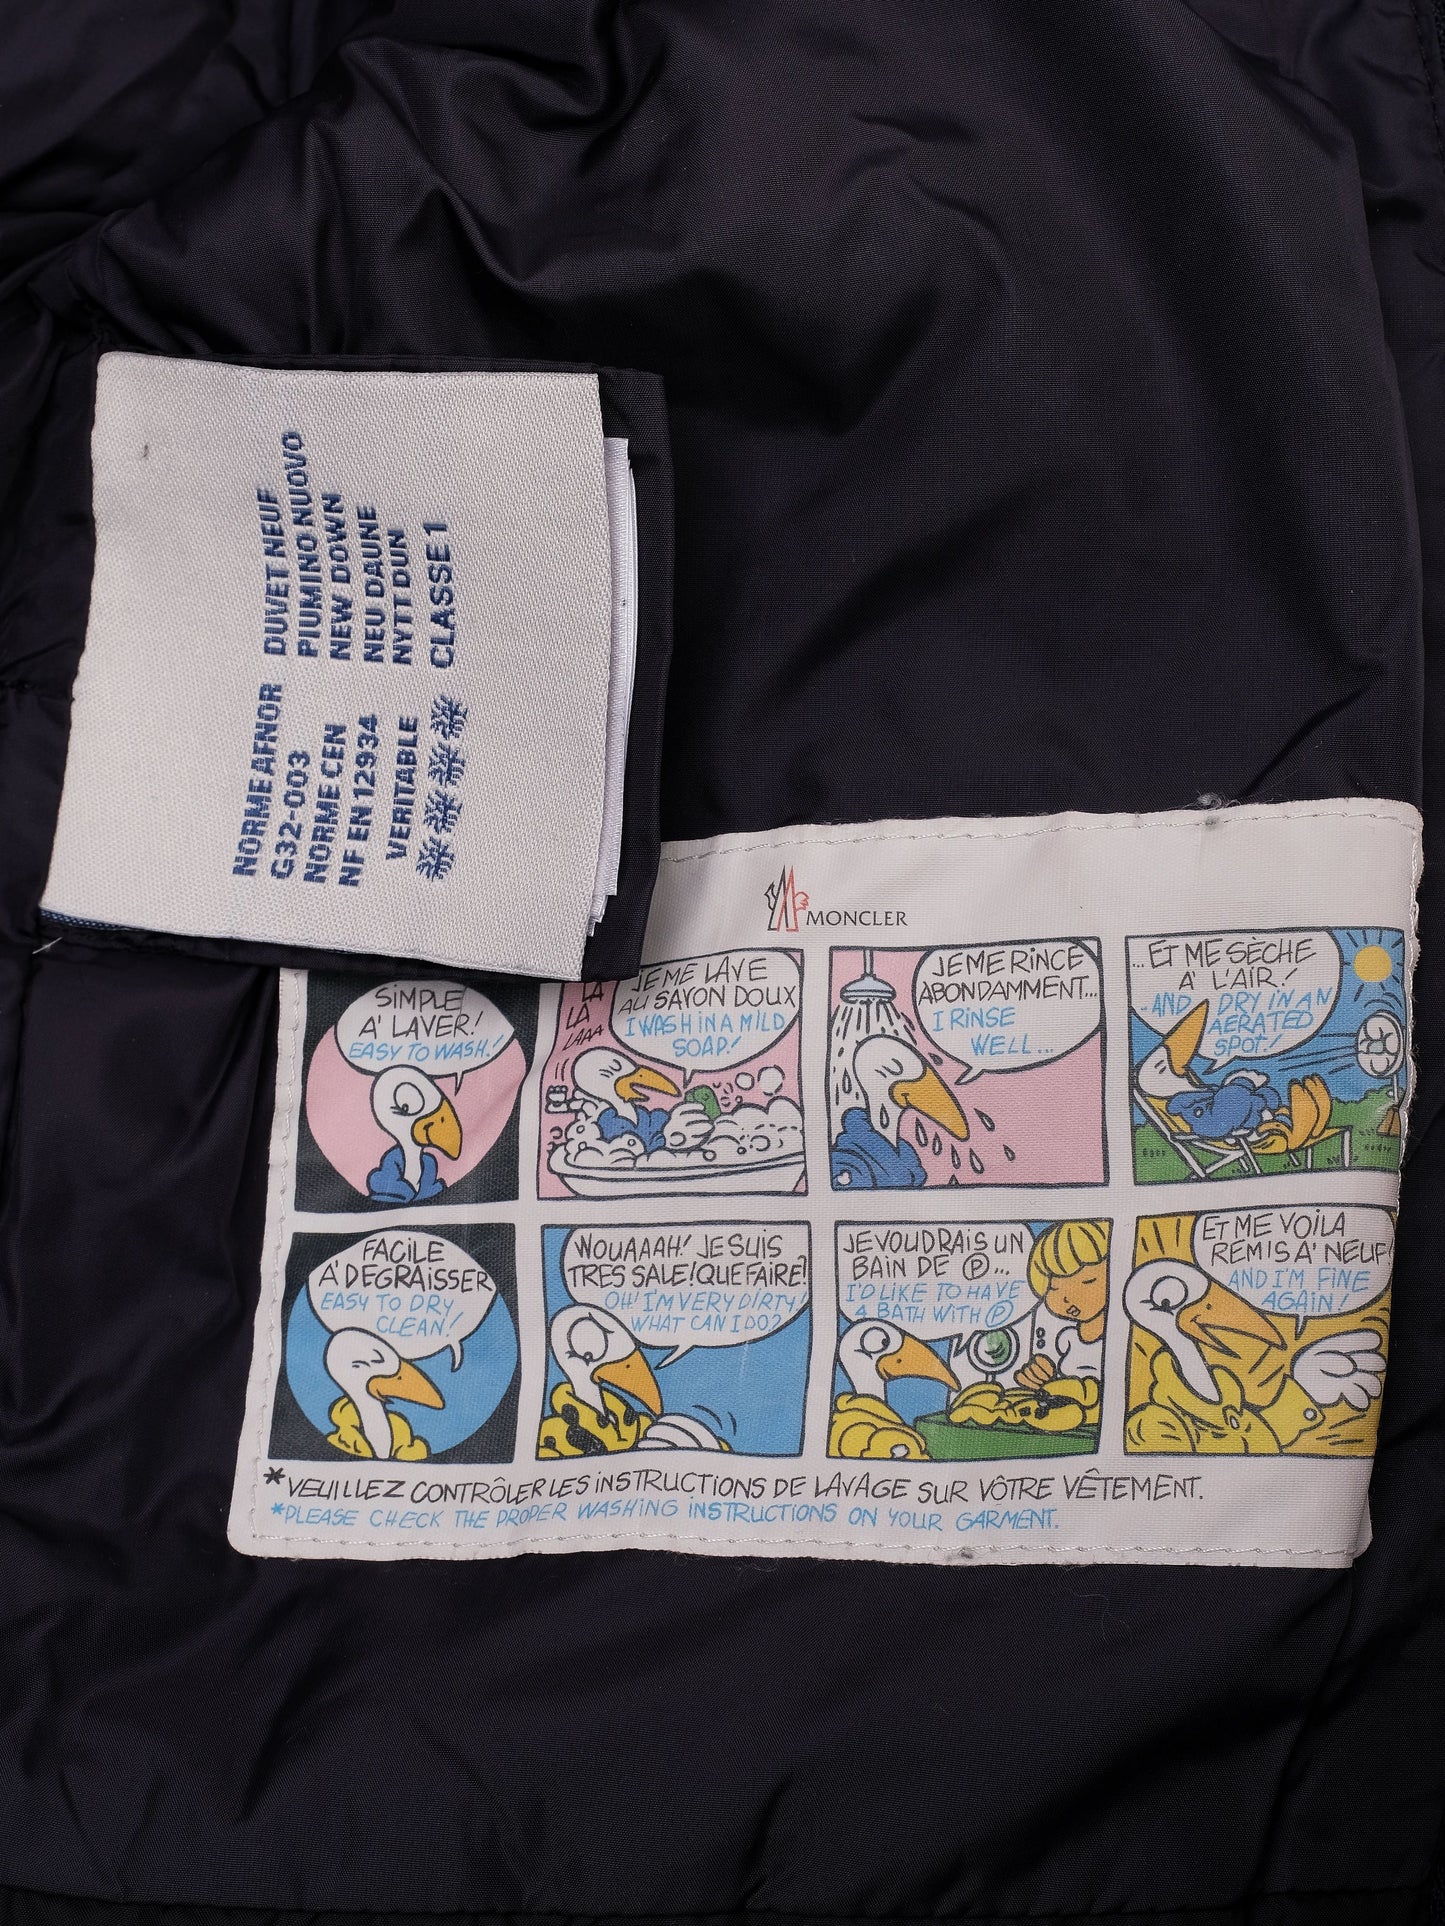 NORME AFNOR DUVET NEUF
G32-003 PIUMINO NUOVO
NORME CEN NEW DOWN
NF EN 12934 NEU DAUNE
NYTT DUN
VERITABLE
CLASSE 1
MONCLER
SIMPLE
A' LAVER!
EASY TO WASH!
LA
LA
LAAA
JE ME LAVE
AU SAVON DOUX
I WASH IN A MILD
SOAP!
JE ME RINCE
ABONDAMMENT...
I RINSE
WELL...
...ET ME SÈCHE
A' L'AIR!
..AND DRY IN AN
AERATED
SPOT!
FACILE
A' DEGRAISSER
EASY TO DRY
CLEAN!
WOUAAAH! JE SUIS
TRES SALE! QUE FAIRE?
OH! I'M VERY DIRTY!
WHAT CAN I DO?
JE VOUDRAIS UN
BAIN DE Ⓟ...
I'D LIKE TO HAVE
A BATH WITH Ⓟ
ET ME VOILA
REMIS A' NEUF!
AND I'M FINE
AGAIN!
*VEUILLEZ CONTRÔLER LES INSTRUCTIONS DE LAVAGE SUR VÔTRE VÊTEMENT.
*PLEASE CHECK THE PROPER WASHING INSTRUCTIONS ON YOUR GARMENT.